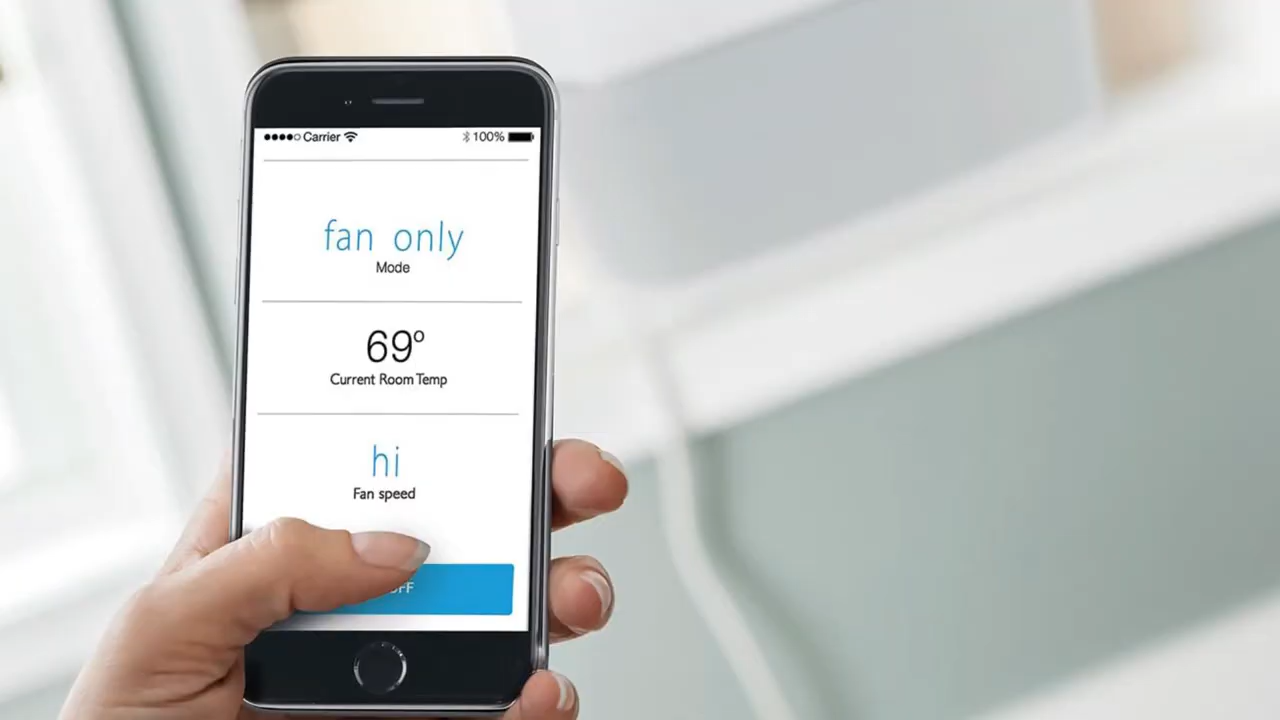 Carrier 100%
fan only
Mode
69°
Current Room Temp
hi
Fan speed